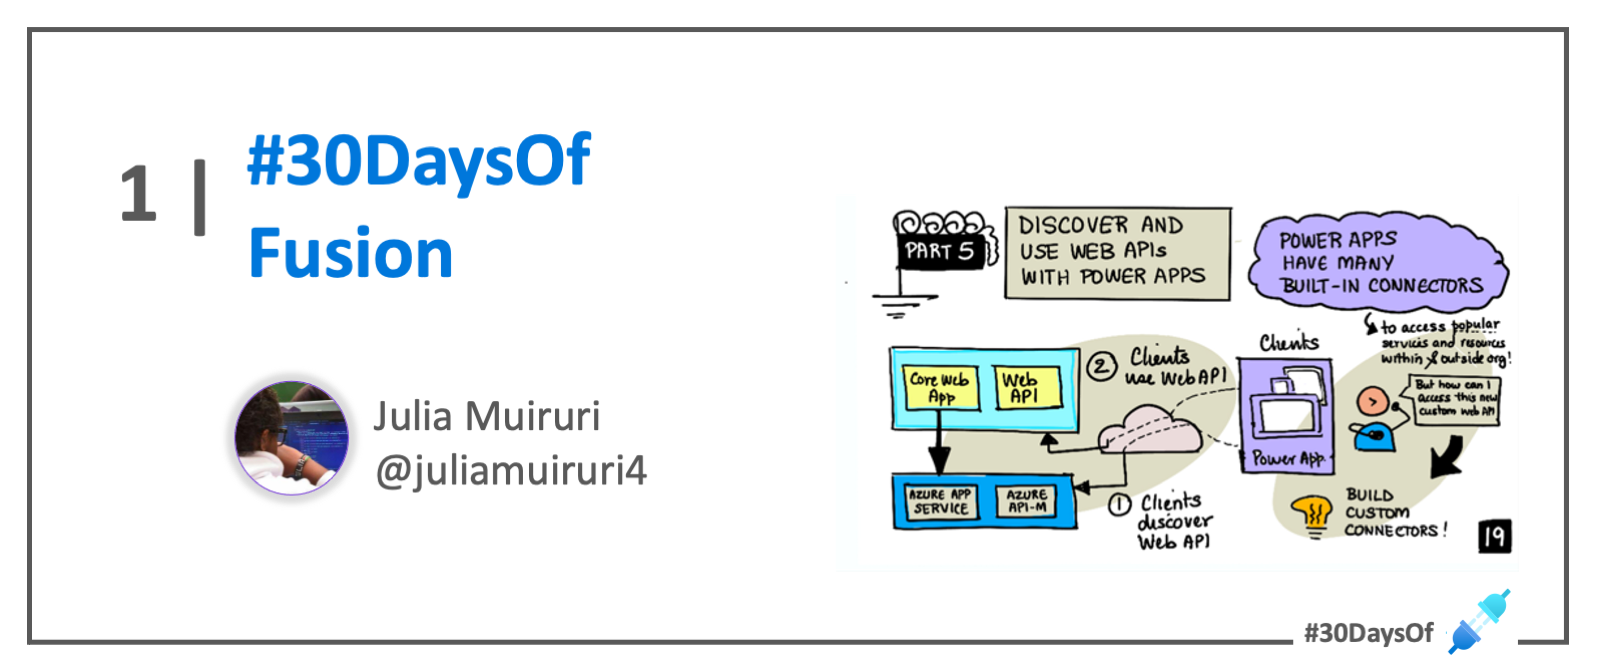 1 |
#30DaysOf
Fusion
Julia Muiruri
@juliamuiruri4
PART 5
DISCOVER AND
USE WEB APIs
WITH POWER APPS
POWER APPS
HAVE MANY
BUILT-IN CONNECTORS
to access popular
services and resources
within & outside org!
Clients
② Clients
use Web API
Core Web
App
Web
API
But how can I
access this new
custom web API
Power App
AZURE APP
SERVICE
AZURE
API-M
① Clients
discover
Web API
BUILD
CUSTOM
CONNECTORS!
19
#30DaysOf